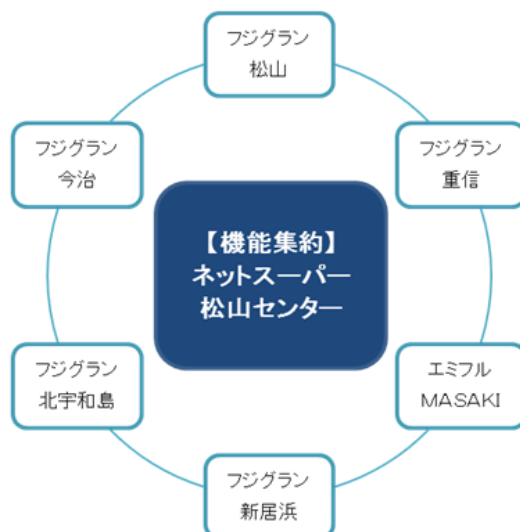 フジグラン
松山
フジグラン
重信
エミフル
MASAKI
フジグラン
新居浜
フジグラン
北宇和島
フジグラン
今治
【機能集約】
ネットスーパー
松山センター